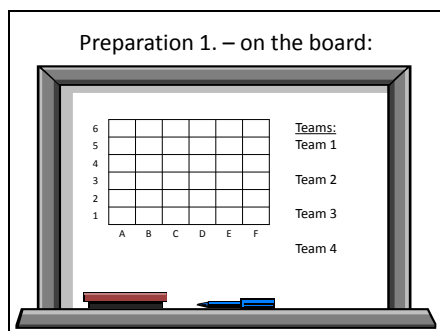 Preparation 1. – on the board:
Teams:
6
Team 1
5
4
Team 2
3
2
Team 3
1
A B C D E F
Team 4